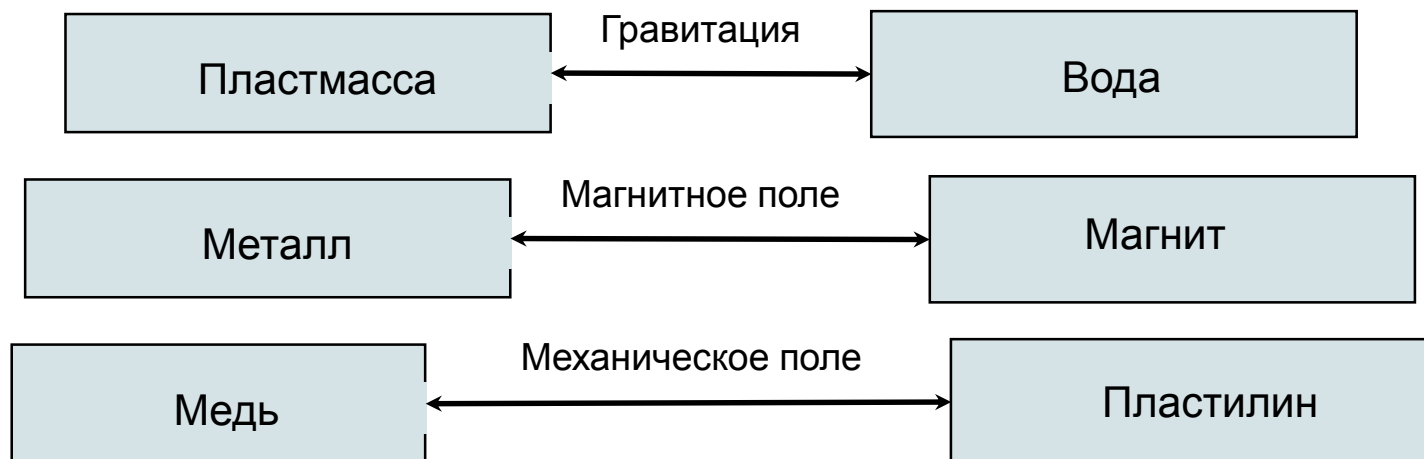 Гравитация
Пластмасса
Вода
Магнитное поле
Металл
Магнит
Механическое поле
Медь
Пластилин